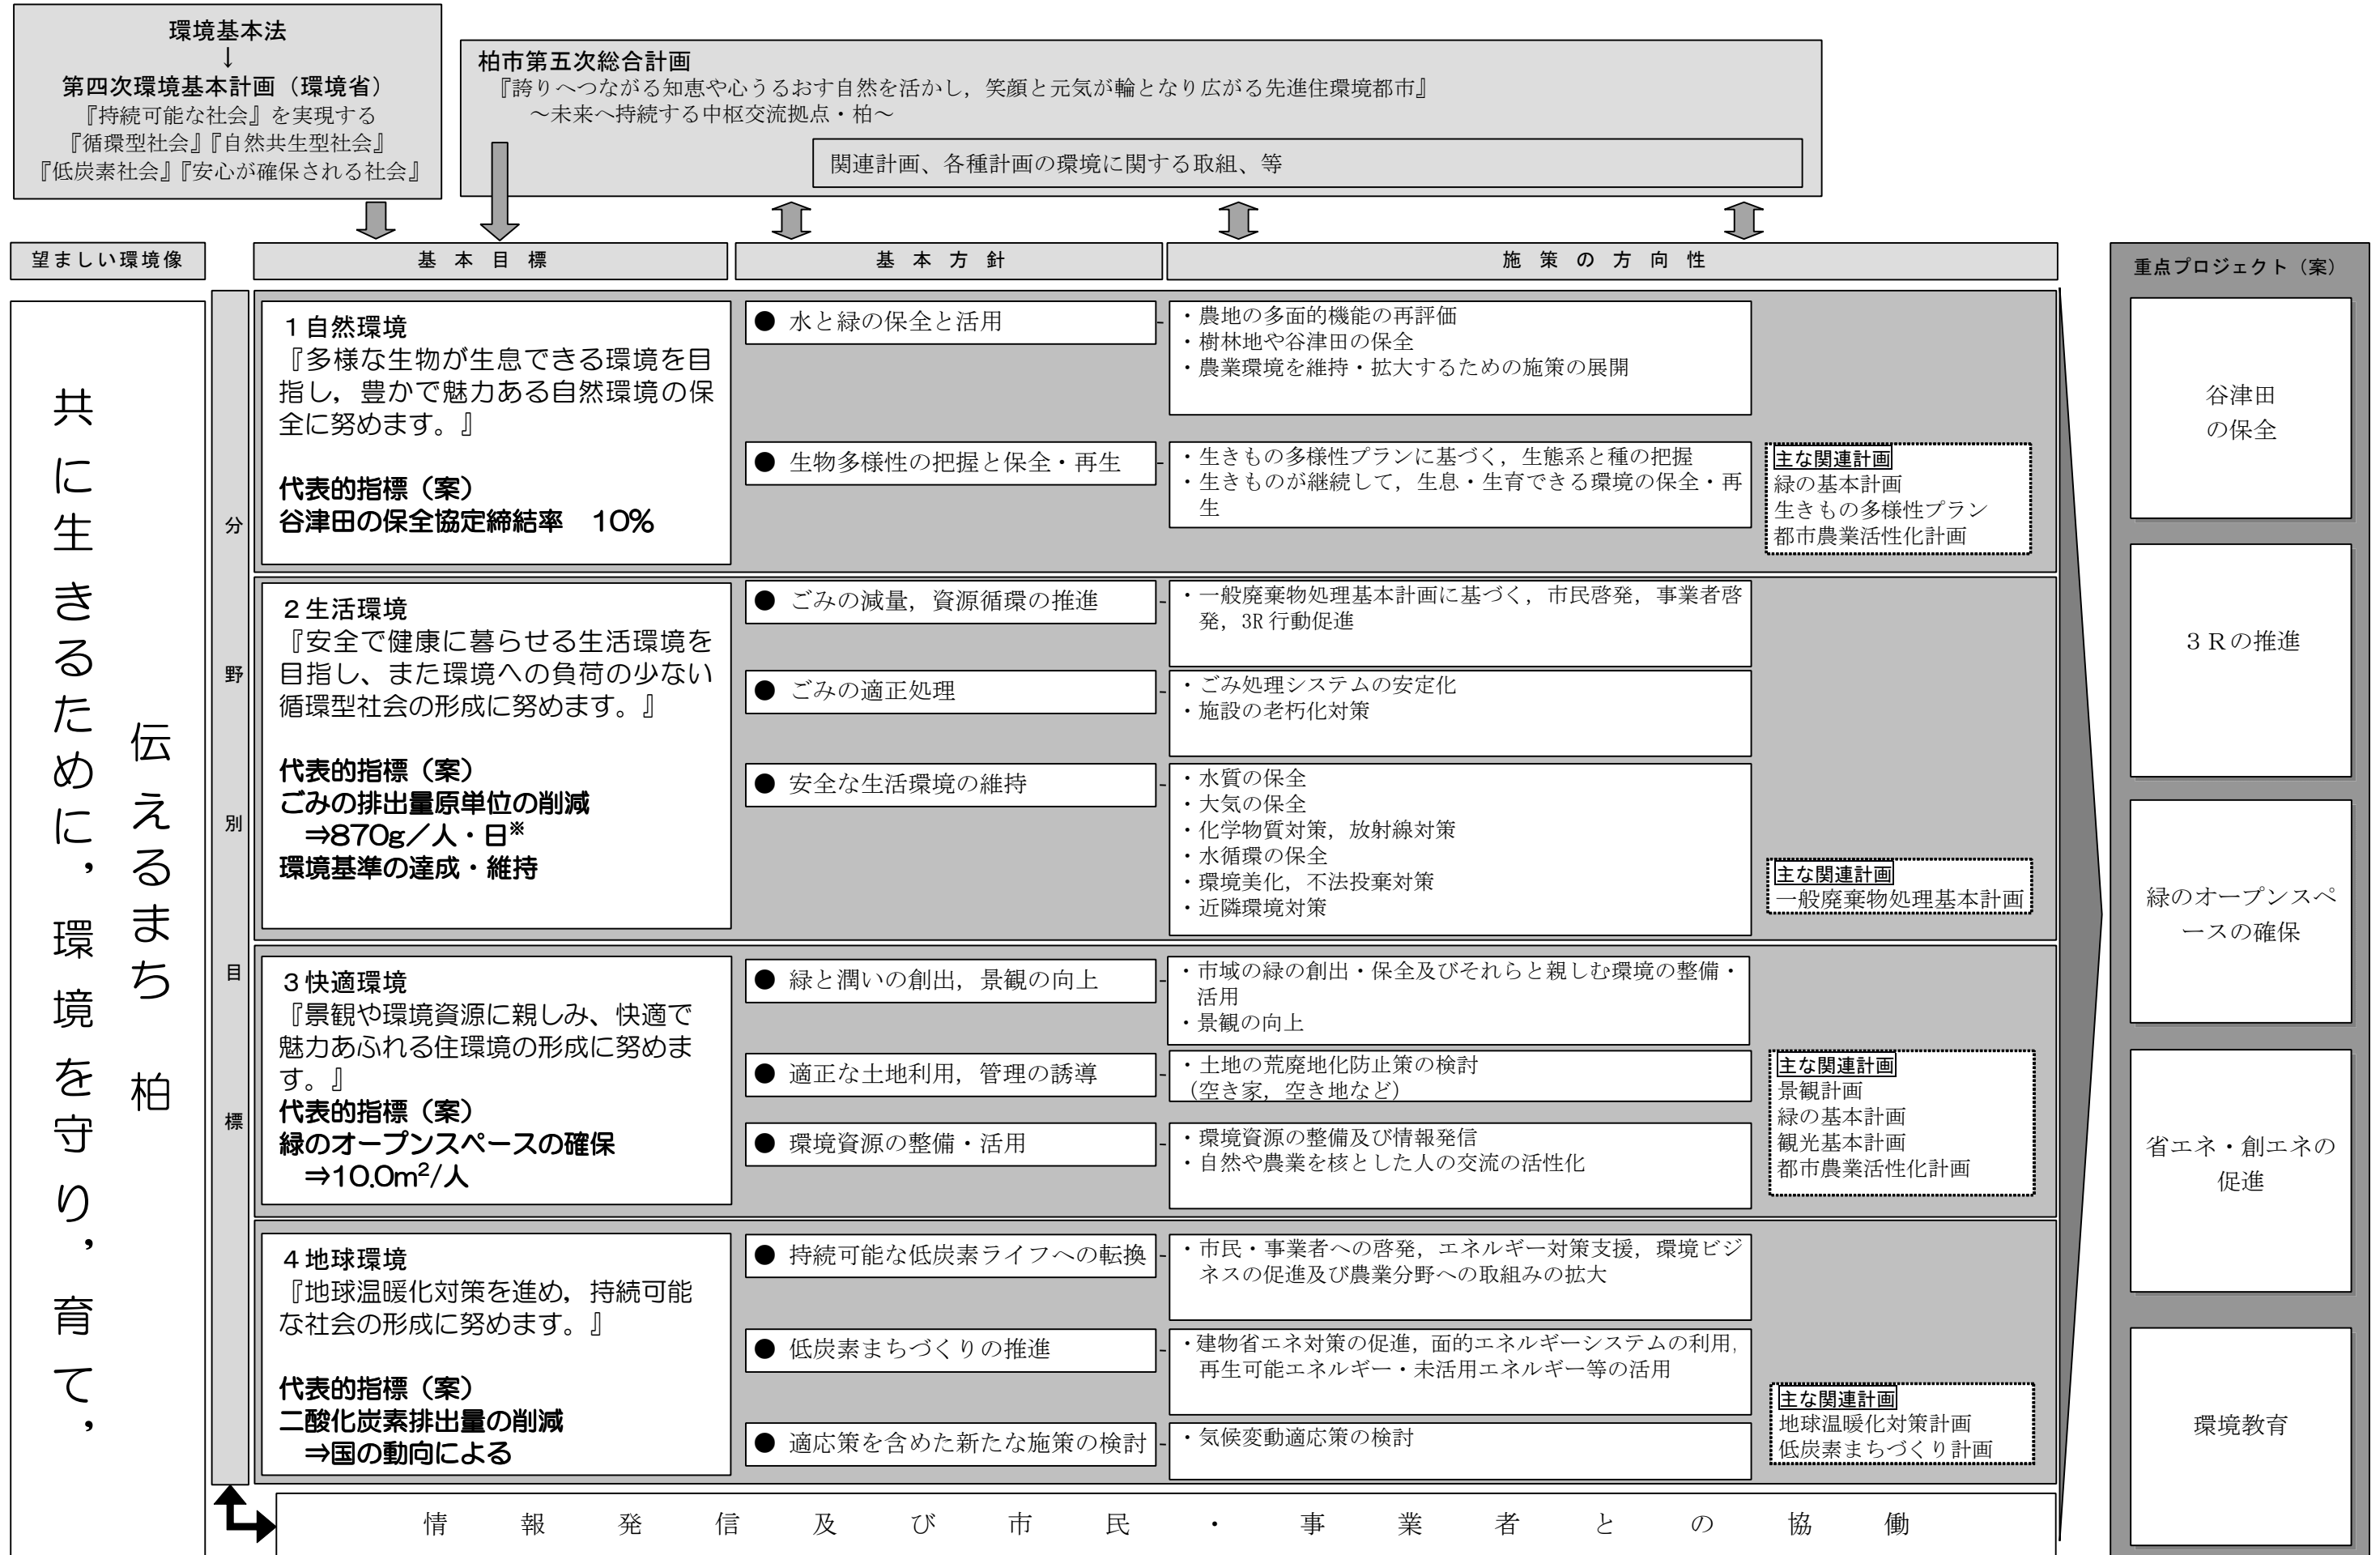 環境基本法
↓
第四次環境基本計画（環境省）
『持続可能な社会』を実現する
『循環型社会』『自然共生型社会』
『低炭素社会』『安心が確保される社会』
柏市第五次総合計画
『誇りへつながる知恵や心うるおす自然を活かし，笑顔と元気が輪となり広がる先進住環境都市』
～未来へ持続する中枢交流拠点・柏～
関連計画、各種計画の環境に関する取組、等
望ましい環境像
基本目標
基本方針
施策の方向性
重点プロジェクト（案）
共に生きるために，環境を守り，育て，
伝えるまち　柏
分野別目標
１自然環境
『多様な生物が生息できる環境を目
指し，豊かで魅力ある自然環境の保
全に努めます。』
代表的指標（案）
谷津田の保全協定締結率　10％
● 水と緑の保全と活用
・農地の多面的機能の再評価
・樹林地や谷津田の保全
・農業環境を維持・拡大するための施策の展開
● 生物多様性の把握と保全・再生
・生きもの多様性プランに基づく，生態系と種の把握
・生きものが継続して，生息・生育できる環境の保全・再
生
主な関連計画
緑の基本計画
生きもの多様性プラン
都市農業活性化計画
２生活環境
『安全で健康に暮らせる生活環境を
目指し、また環境への負荷の少ない
循環型社会の形成に努めます。』
代表的指標（案）
ごみの排出量原単位の削減
⇒870g／人・日※
環境基準の達成・維持
● ごみの減量，資源循環の推進
・一般廃棄物処理基本計画に基づく，市民啓発，事業者啓
発，3R 行動促進
● ごみの適正処理
・ごみ処理システムの安定化
・施設の老朽化対策
● 安全な生活環境の維持
・水質の保全
・大気の保全
・化学物質対策，放射線対策
・水循環の保全
・環境美化，不法投棄対策
・近隣環境対策
主な関連計画
一般廃棄物処理基本計画
３快適環境
『景観や環境資源に親しみ、快適で
魅力あふれる住環境の形成に努めま
す。』
代表的指標（案）
緑のオープンスペースの確保
⇒10.0m²/人
● 緑と潤いの創出，景観の向上
・市域の緑の創出・保全及びそれらと親しむ環境の整備・
活用
・景観の向上
● 適正な土地利用，管理の誘導
・土地の荒廃地化防止策の検討
（空き家，空き地など）
● 環境資源の整備・活用
・環境資源の整備及び情報発信
・自然や農業を核とした人の交流の活性化
主な関連計画
景観計画
緑の基本計画
観光基本計画
都市農業活性化計画
４地球環境
『地球温暖化対策を進め，持続可能
な社会の形成に努めます。』
代表的指標（案）
二酸化炭素排出量の削減
⇒国の動向による
● 持続可能な低炭素ライフへの転換
・市民・事業者への啓発，エネルギー対策支援，環境ビジ
ネスの促進及び農業分野への取組みの拡大
● 低炭素まちづくりの推進
・建物省エネ対策の促進，面的エネルギーシステムの利用，
再生可能エネルギー・未活用エネルギー等の活用
● 適応策を含めた新たな施策の検討
・気候変動適応策の検討
主な関連計画
地球温暖化対策計画
低炭素まちづくり計画
情報発信及び市民・事業者との協働
谷津田
の保全
３Ｒの推進
緑のオープンスペ
ースの確保
省エネ・創エネの
促進
環境教育